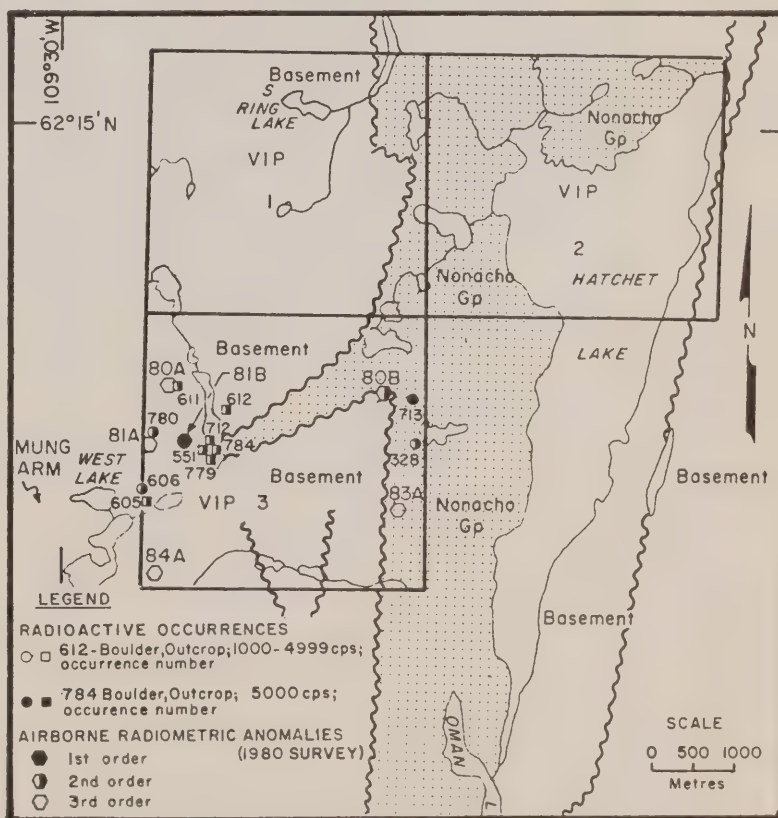 109°30'W
62°15'N
Basement
S
RING
LAKE
VIP
1
Nonacho
Gp
VIP
2
HATCHET
LAKE
Nonacho
Gp
Basement
80A
81B
80B
611
612
713
780
81A
712
551
784
779
328
MUNG
ARM
WEST
LAKE
606
605
VIP 3
Basement
83A
Nonacho
Gp
Basement
84A
Basement
OMAN
L
N
LEGEND
RADIOACTIVE OCCURRENCES
612-Boulder,Outcrop;1000-4999cps;
occurrence number
784 Boulder,Outcrop; 5000 cps;
occurence number
AIRBORNE RADIOMETRIC ANOMALIES
(1980 SURVEY)
1st order
2nd order
3rd order
SCALE
0 500 1000
Metres